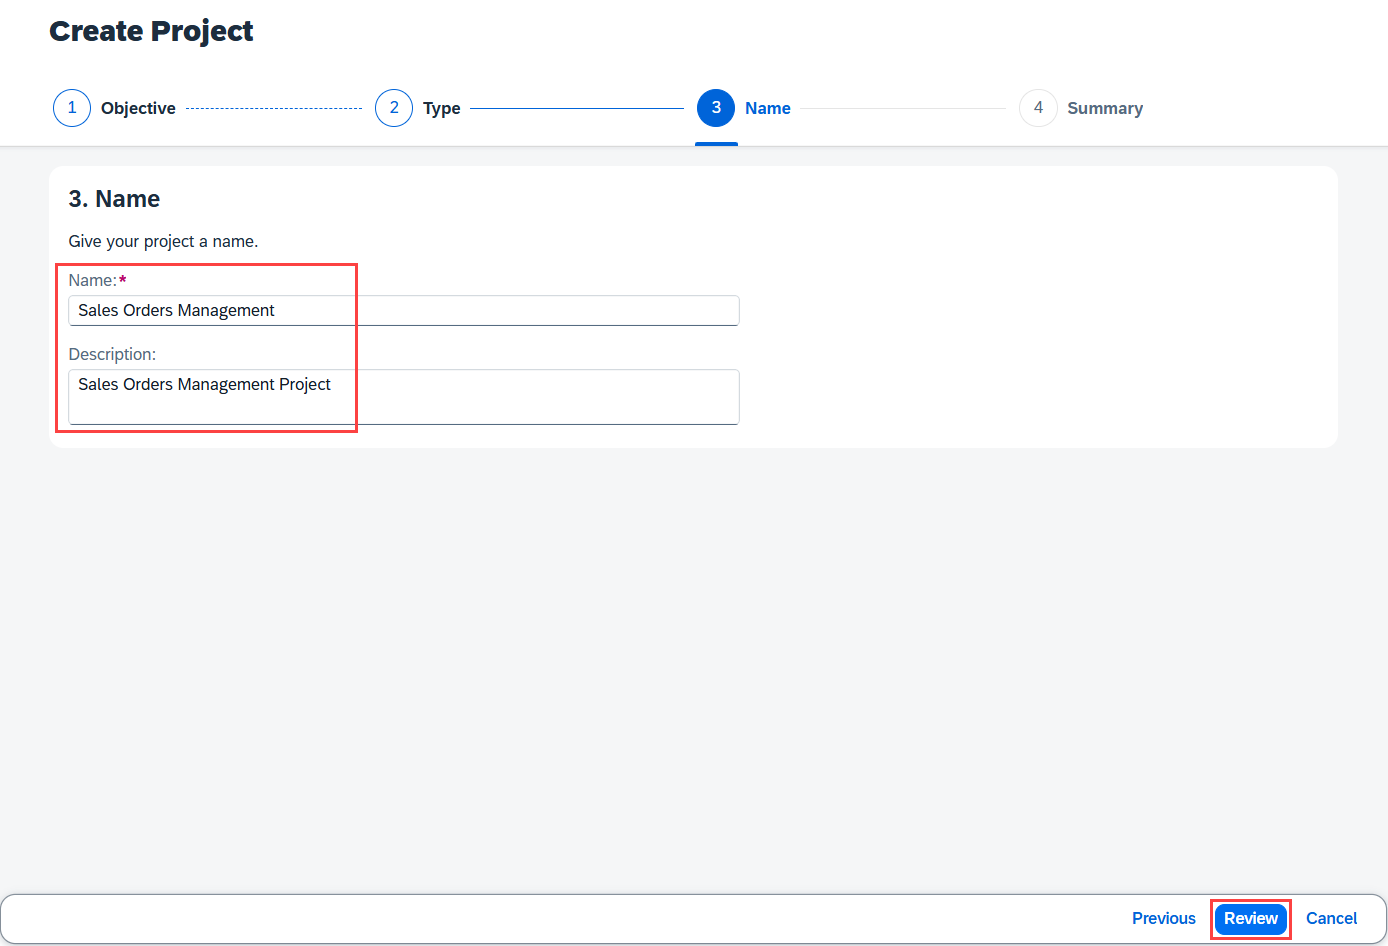 Create Project
1 Objective 2 Type 3 Name 4 Summary
3. Name
Give your project a name.
Name:*
Sales Orders Management
Description:
Sales Orders Management Project
Previous Review Cancel